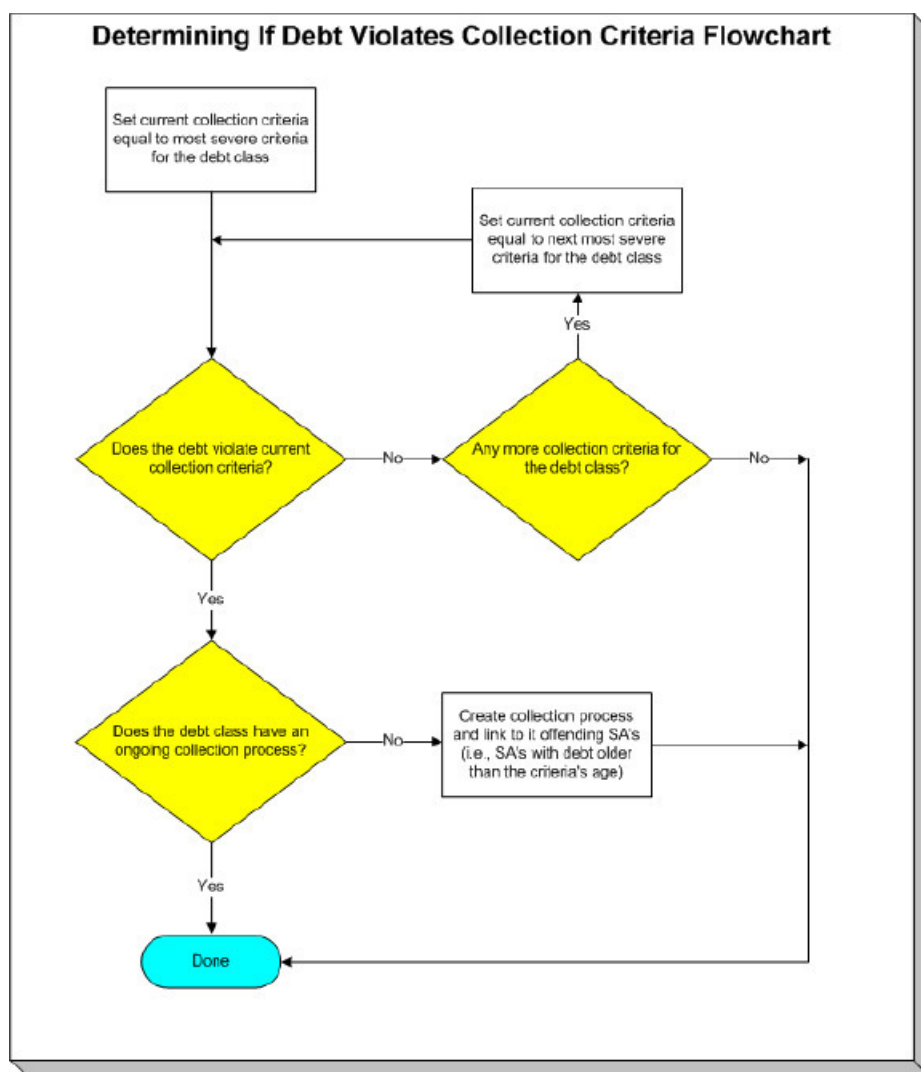 Determining If Debt Violates Collection Criteria Flowchart
Set current collection criteria
equal to most severe criteria
for the debt class
Set current collection criteria
equal to next most severe
criteria for the debt class
Yes
Does the debt violate current
collection criteria?
No
Any more collection criteria for
the debt class?
No
Yes
Does the debt class have an
ongoing collection process?
No
Create collection process
and link to it offending SA's
(i.e., SA's with debt older
than the criteria's age)
Yes
Done